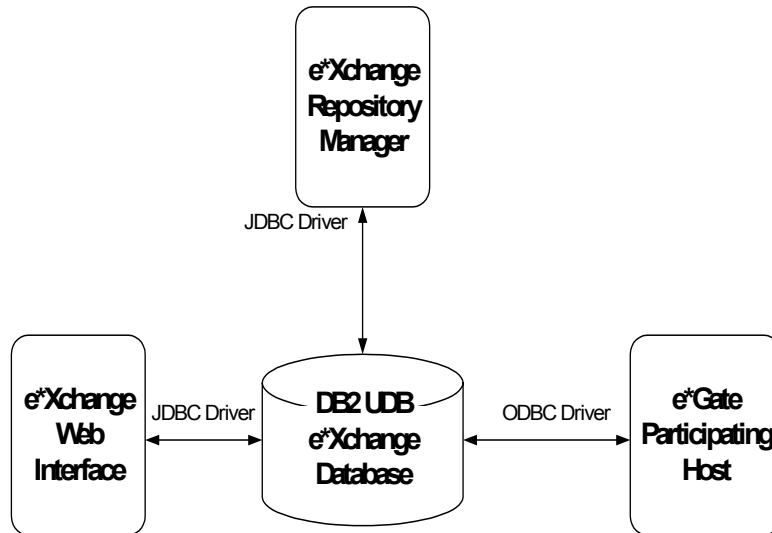 e*Xchange
Repository
Manager
JDBC Driver
e*Xchange
Web
Interface
JDBC Driver
DB2 UDB
e*Xchange
Database
ODBC Driver
e*Gate
Participating
Host